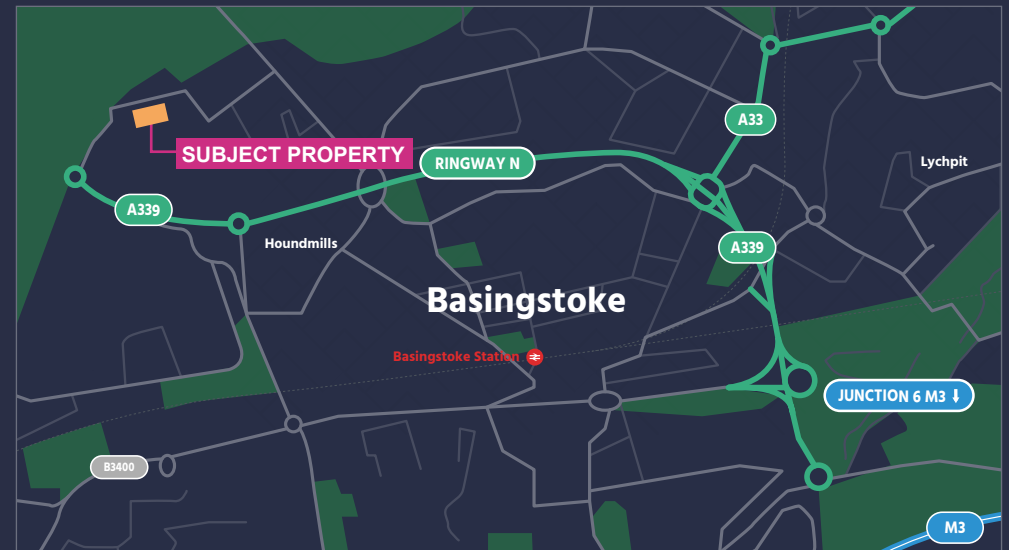 A33
SUBJECT PROPERTY
RINGWAY N
Lychpit
A339
Houndmills
A339
Basingstoke
Basingstoke Station
JUNCTION 6 M3
B3400
M3